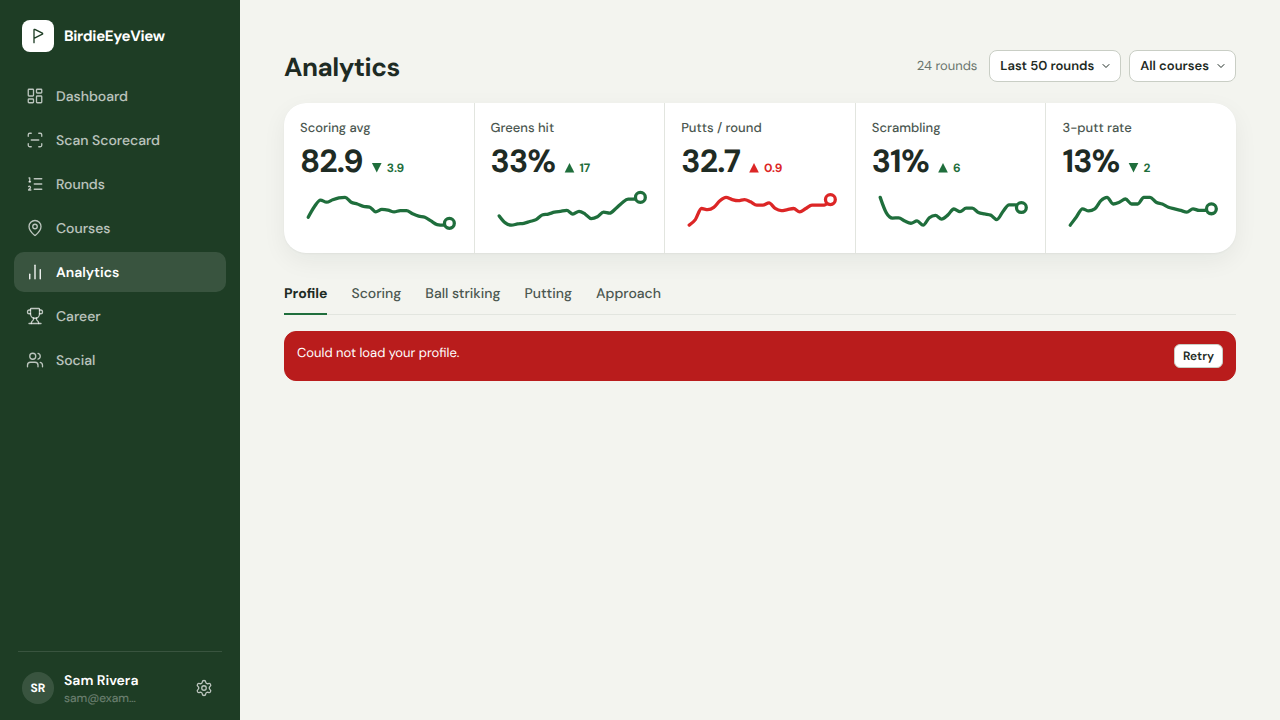 BirdieEyeView
Dashboard
Scan Scorecard
Rounds
Courses
Analytics
Career
Social
SR
Sam Rivera
sam@exam...
Analytics
24 rounds
Last 50 rounds
All courses
Scoring avg
82.9 ▼ 3.9
Greens hit
33% ▲ 17
Putts / round
32.7 ▲ 0.9
Scrambling
31% ▲ 6
3-putt rate
13% ▼ 2
Profile
Scoring
Ball striking
Putting
Approach
Could not load your profile.
Retry